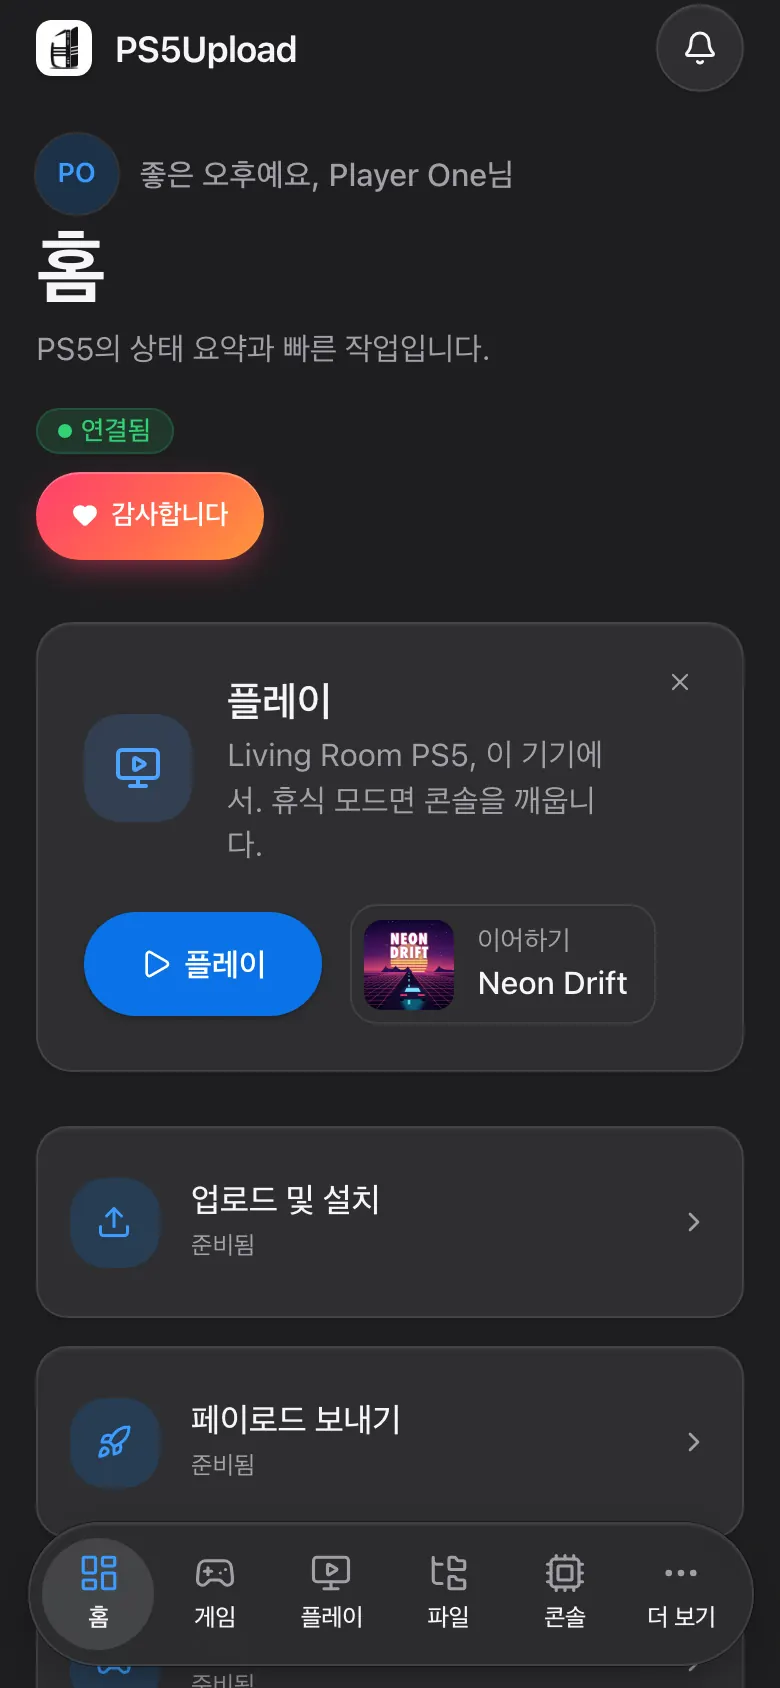 PS5Upload
PO
좋은 오후예요, Player One님
홈
PS5의 상태 요약과 빠른 작업입니다.
연결됨
감사합니다
플레이
Living Room PS5, 이 기기에
서. 휴식 모드면 콘솔을 깨웁니
다.
플레이
NEON
DRIFT
이어하기
Neon Drift
업로드 및 설치
준비됨
페이로드 보내기
준비됨
홈
게임
플레이
파일
콘솔
더 보기
준비됨